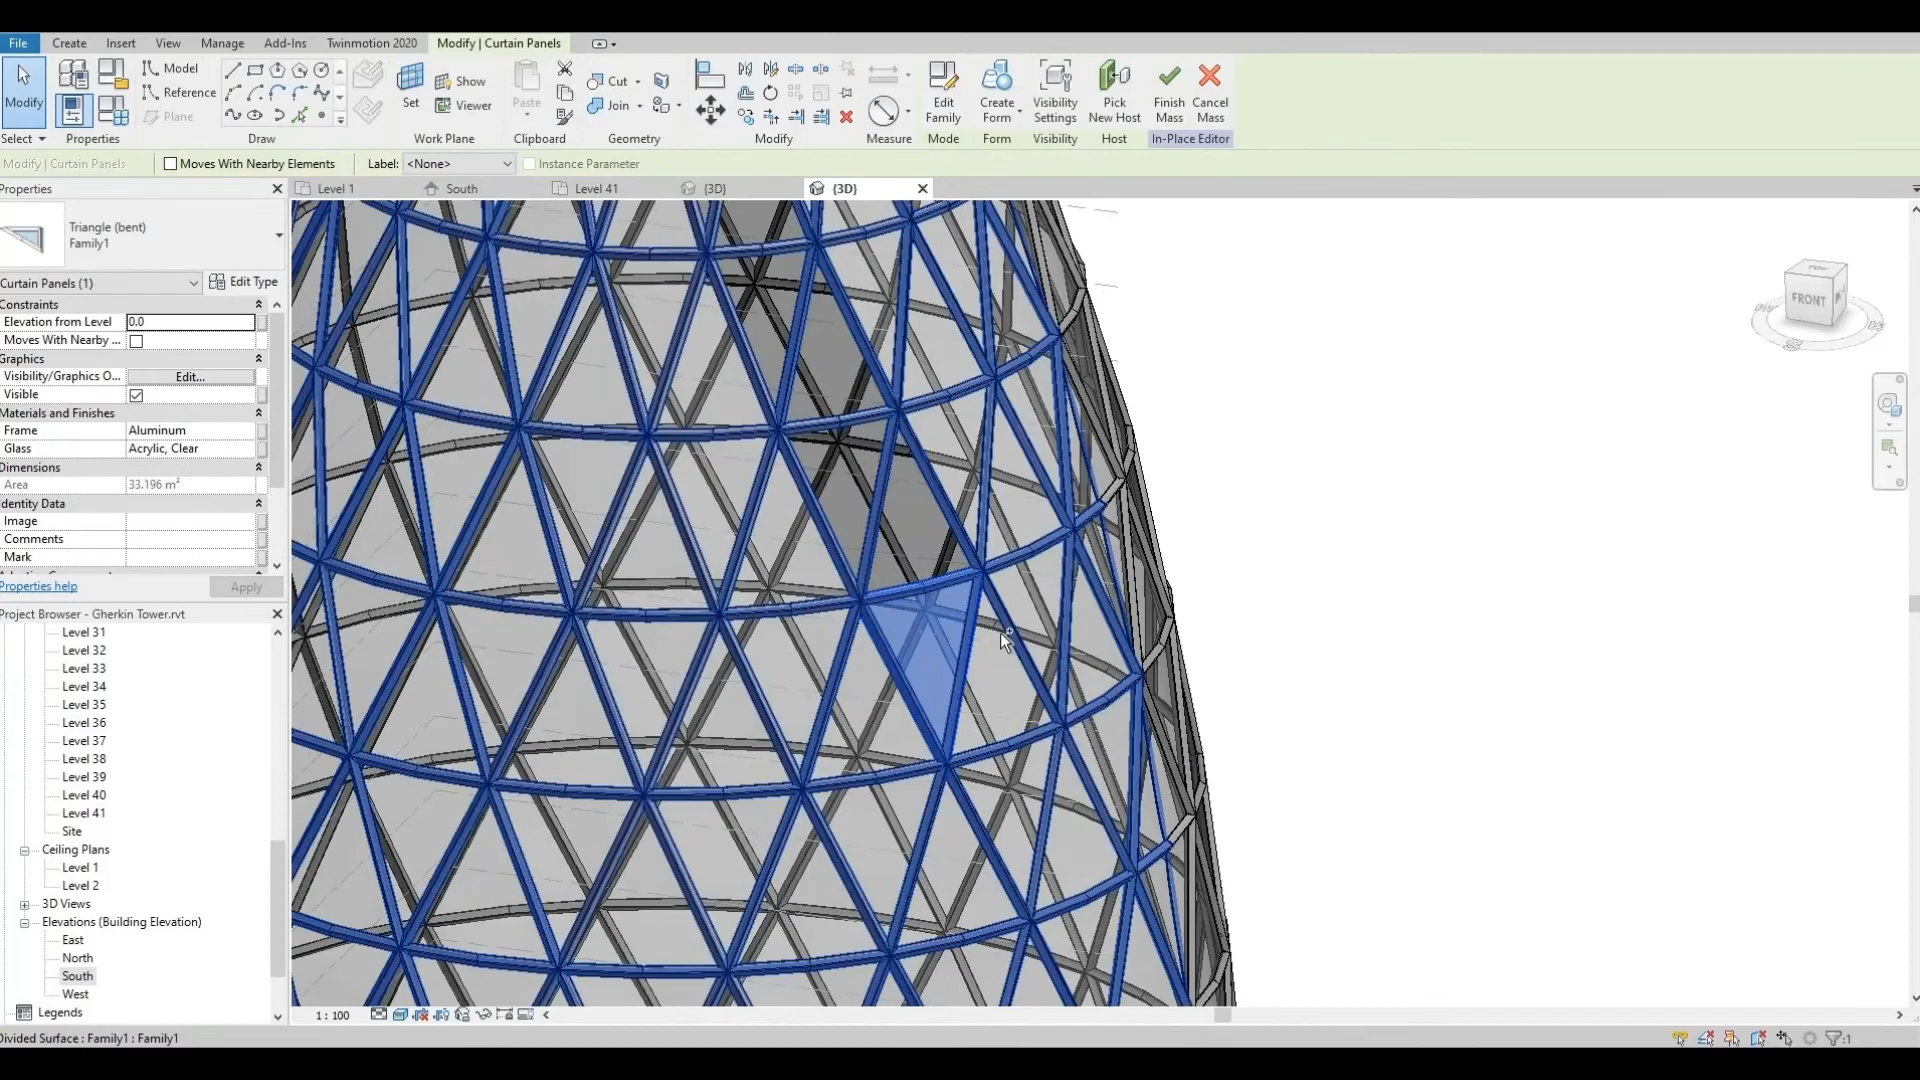 File Create Insert View Manage Add-Ins Twinmotion 2020 Modify | Curtain Panels
Modify
Model
Reference
Plane
Set
Show
Viewer
Paste
Cut
Join
Edit Family
Create Form
Visibility Settings
Pick New Host
Finish Mass
Cancel Mass
Select Properties Draw Work Plane Clipboard Geometry Modify Measure Mode Form Visibility Host In-Place Editor
Modify | Curtain Panels Moves With Nearby Elements Label: <None> Instance Parameter
Properties
Level 1 South Level 41 {3D} {3D}
Triangle (bent)
Family1
Curtain Panels (1) Edit Type
Constraints
Elevation from Level 0.0
Moves With Nearby ...
Graphics
Visibility/Graphics O... Edit...
Visible
Materials and Finishes
Frame Aluminum
Glass Acrylic, Clear
Dimensions
Area 33.196 m²
Identity Data
Image
Comments
Mark
Properties help Apply
Project Browser - Gherkin Tower.rvt
Level 31
Level 32
Level 33
Level 34
Level 35
Level 36
Level 37
Level 38
Level 39
Level 40
Level 41
Site
Ceiling Plans
Level 1
Level 2
3D Views
Elevations (Building Elevation)
East
North
South
West
Legends
TOP
FRONT
1 : 100
Divided Surface : Family1 : Family1
:1